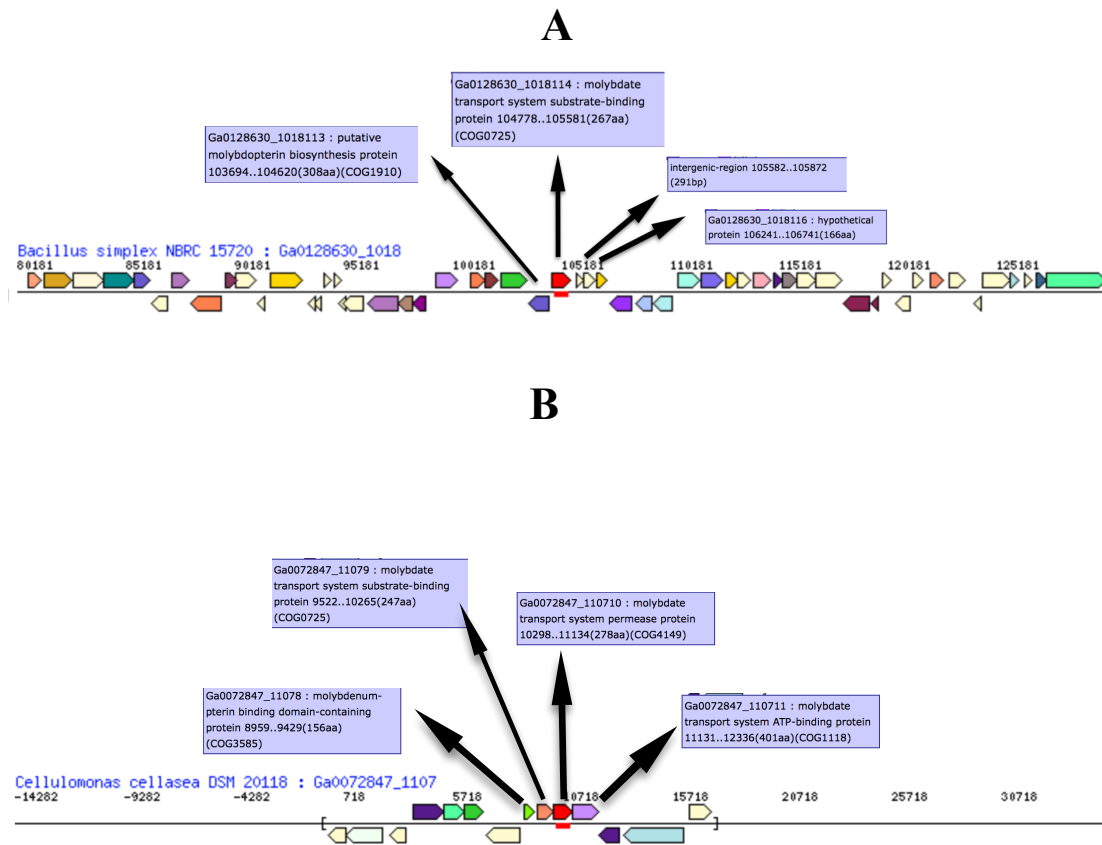 A
Ga0128630_1018114 : molybdate
transport system substrate-binding
protein 104778..105581(267aa)
(COG0725)
Ga0128630_1018113 : putative
molybdopterin biosynthesis protein
103694..104620(308aa)(COG1910)
intergenic-region 105582..105872
(291bp)
Ga0128630_1018116 : hypothetical
protein 106241..106741(166aa)
Bacillus simplex NBRC 15720 : Ga0128630_1018
80181 85181 90181 95181 100181 105181 110181 115181 120181 125181
B
Ga0072847_11079 : molybdate
transport system substrate-binding
protein 9522..10265(247aa)
(COG0725)
Ga0072847_110710 : molybdate
transport system permease protein
10298..11134(278aa)(COG4149)
Ga0072847_11078 : molybdenum-
pterin binding domain-containing
protein 8959..9429(156aa)
(COG3585)
Ga0072847_110711 : molybdate
transport system ATP-binding protein
11131..12336(401aa)(COG1118)
Cellulomonas cellasea DSM 20118 : Ga0072847_1107
-14282 -9282 -4282 718 5718 10718 15718 20718 25718 30718